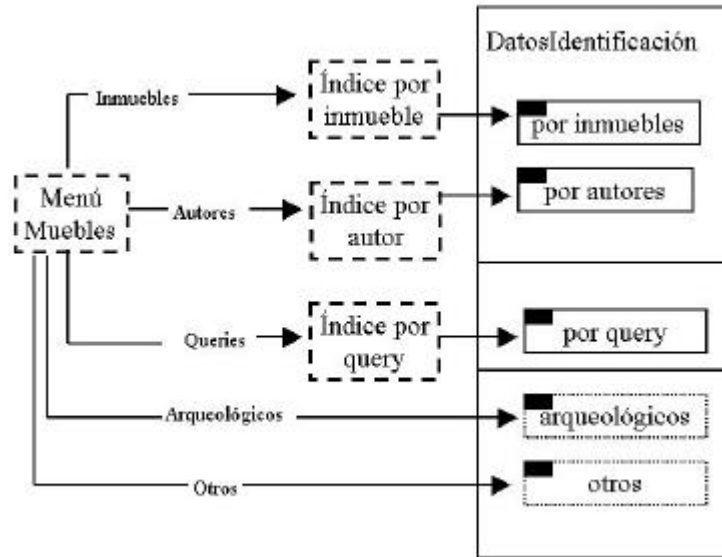 DatosIdentificación
Inmuebles
Índice por
inmueble
por inmuebles
Menú
Muebles
Autores
Índice por
autor
por autores
Queries
Índice por
query
por query
Arqueológicos
arqueológicos
Otros
otros